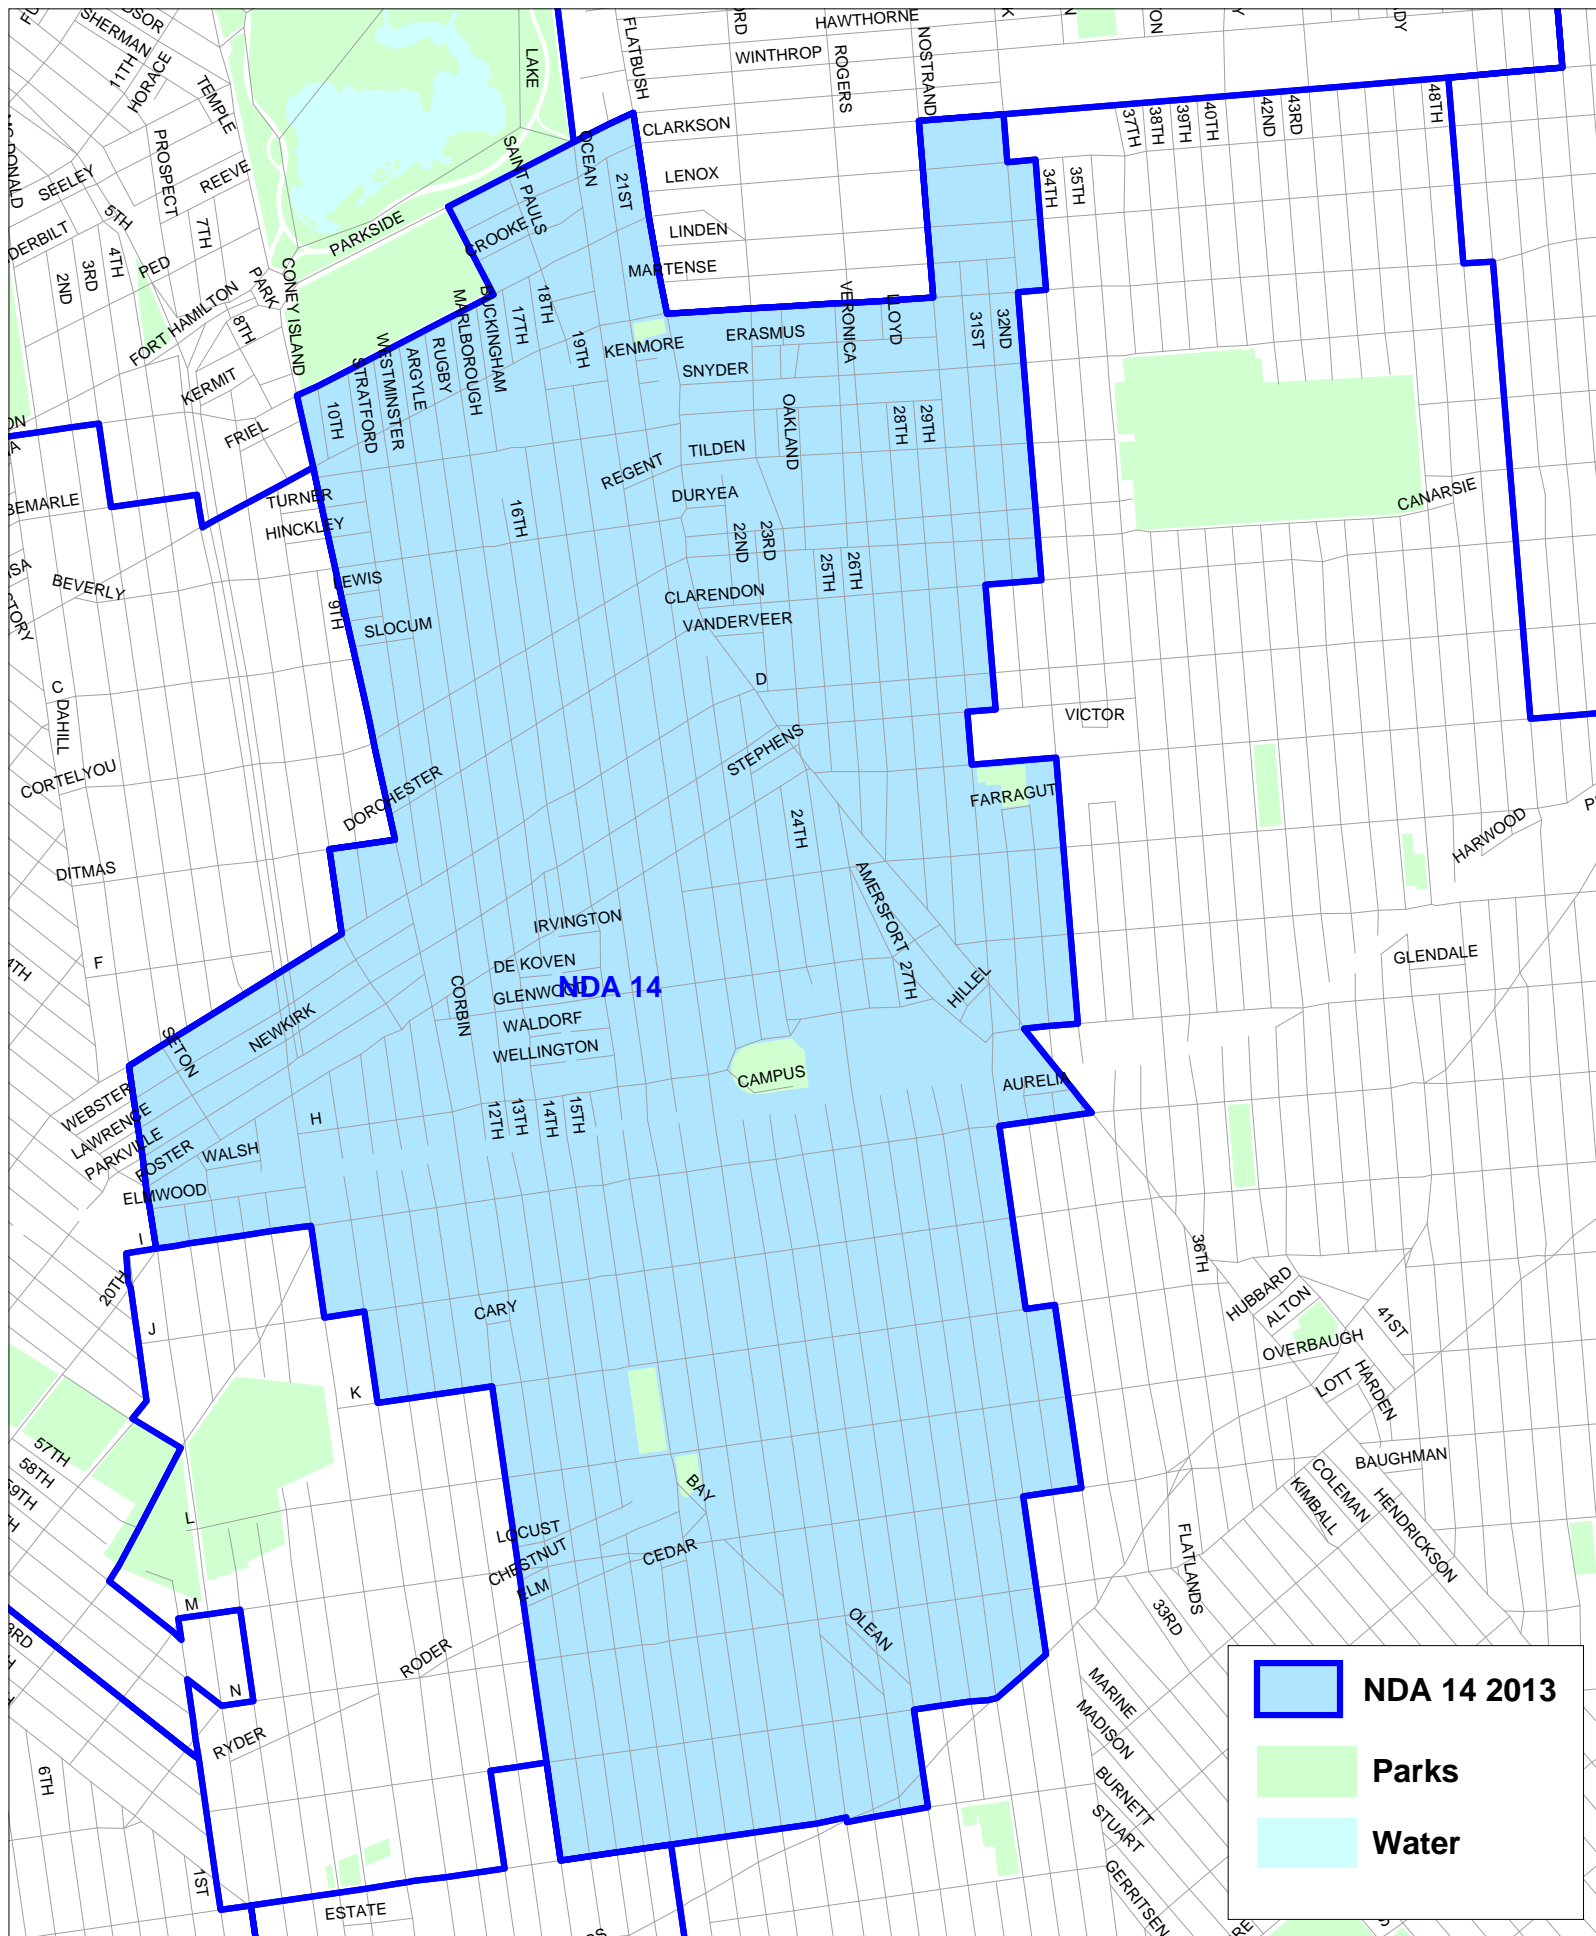 DSOR
SHERMAN
11TH
HORACE
TEMPLE
LAKE
FLATBUSH
HAWTHORNE
WINTHROP
ROGERS
NOSTRAND
CLARKSON
37TH
38TH
39TH
40TH
42ND
43RD
48TH
SEELEY
PROSPECT
REEVE
SAINT PAULS
OCEAN
21ST
LENOX
34TH
35TH
DERBILT
5TH
7TH
4TH
3RD
2ND
PED
PARKSIDE
CROOKE
LINDEN
MARTENSE
PARK
CONEY ISLAND
FORT HAMILTON
8TH
MARLBOROUGH
BUCKINGHAM
17TH
18TH
19TH
KENMORE
ERASMUS
VERONICA
LLOYD
31ST
32ND
KERMIT
FRIEL
10TH
STRATFORD
WESTMINSTER
ARGYLE
RUGBY
SNYDER
OAKLAND
28TH
29TH
REGENT
TILDEN
BEMARLE
TURNER
HINCKLEY
16TH
DURYEA
22ND
23RD
CANARSIE
BEVERLY
LEWIS
9TH
SLOCUM
CLARENDON
VANDERVEER
25TH
26TH
C
DAHILL
D
VICTOR
CORTELYOU
DORCHESTER
STEPHENS
FARRAGUT
24TH
HARWOOD
DITMAS
AMERSFORT
IRVINGTON
F
DE KOVEN
GLENWOOD
NDA 14
27TH
HILLEL
GLENDALE
CORBIN
WALDORF
WELLINGTON
SETON
NEWKIRK
CAMPUS
AURELIA
WEBSTER
LAWRENCE
PARKVILLE
FOSTER
WALSH
ELMWOOD
H
12TH
13TH
14TH
15TH
I
20TH
36TH
HUBBARD
ALTON
41ST
OVERBAUGH
J
CARY
K
LOTT
HARDEN
57TH
58TH
59TH
BAUGHMAN
COLEMAN
KIMBALL
HENDRICKSON
L
BAY
LOCUST
CHESTNUT
ELM
CEDAR
FLATLANDS
M
OLEAN
33RD
RODER
N
RYDER
MARINE
MADISON
BURNETT
STUART
GERRITSEN
6TH
1ST
ESTATE
NDA 14 2013
Parks
Water